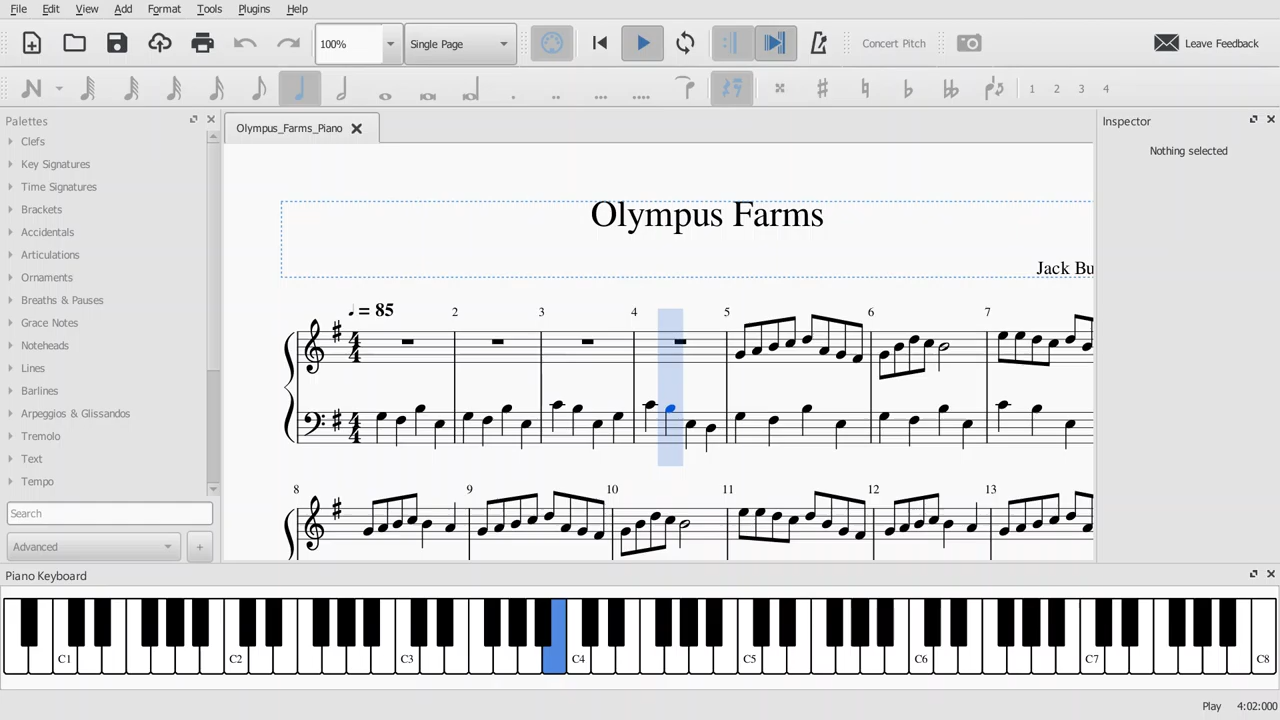 File Edit View Add Format Tools Plugins Help
100% Single Page Concert Pitch Leave Feedback
1 2 3 4
Palettes
Clefs
Key Signatures
Time Signatures
Brackets
Accidentals
Articulations
Ornaments
Breaths & Pauses
Grace Notes
Noteheads
Lines
Barlines
Arpeggios & Glissandos
Tremolo
Text
Tempo
Search
Advanced +
Olympus_Farms_Piano
Olympus Farms
Jack Bu
= 85
2 3 4 5 6 7
8 9 10 11 12 13
Inspector
Nothing selected
Piano Keyboard
C1 C2 C3 C4 C5 C6 C7 C8
Play 4:02:000